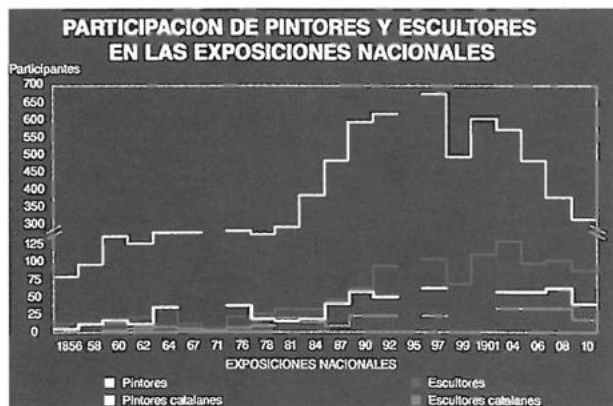 PARTICIPACION DE PINTORES Y ESCULTORES
EN LAS EXPOSICIONES NACIONALES
Participantes
700
650
600
550
500
450
400
350
300
125
100
75
50
25
0
1856 58 60 62 64 67 71 76 78 81 84 87 90 92 95 97 99 1901 04 06 08 10
EXPOSICIONES NACIONALES
Pintores Escultores
Pintores catalanes Escultores catalanes